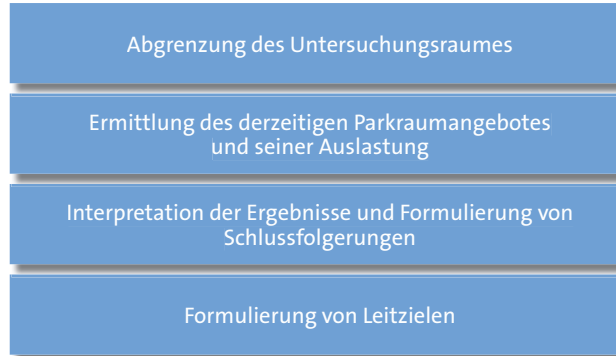 Abgrenzung des Untersuchungsraumes
Ermittlung des derzeitigen Parkraumangebotes
und seiner Auslastung
Interpretation der Ergebnisse und Formulierung von
Schlussfolgerungen
Formulierung von Leitzielen